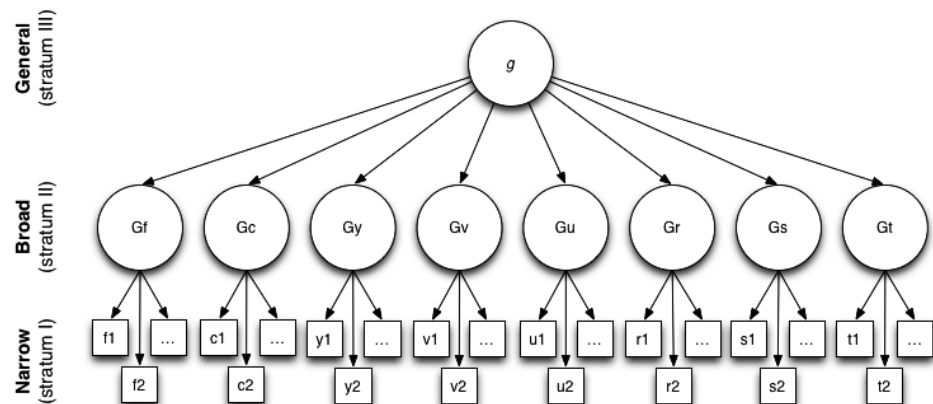 General
(stratum III)
g
Broad
(stratum II)
Gf Gc Gy Gv Gu Gr Gs Gt
Narrow
(stratum I)
f1 ... c1 ... y1 ... v1 ... u1 ... r1 ... s1 ... t1 ...
f2 c2 y2 v2 u2 r2 s2 t2